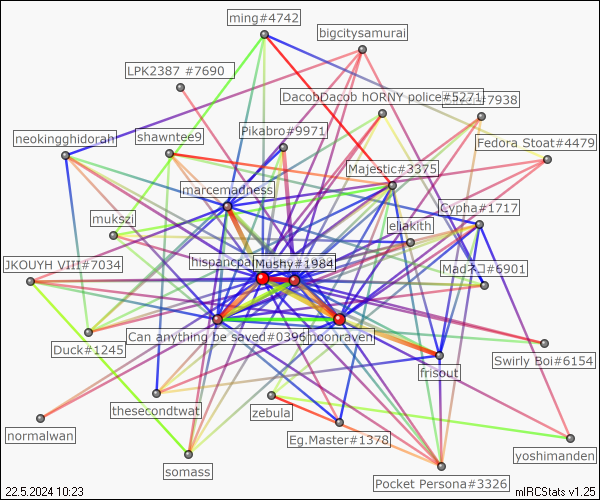 ming#4742
bigcitysamurai
LPK2387 #7690
DacobDacob hORNY police#5271
#7938
neokingghidorah
shawntee9
Pikabro#9971
Fedora Stoat#4479
Majestic#3375
marcemadness
mukszi
Cypha#1717
eliakith
JKOUYH VIII#7034
hispancepa
Mushy#1984
Madネコ#6901
Duck#1245
Can anything be saved#0396
moonraven
Swirly Boi#6154
frisout
thesecondtwat
zebula
normalwan
Eg.Master#1378
yoshimanden
somass
Pocket Persona#3326
22.5.2024 10:23
mIRCStats v1.25